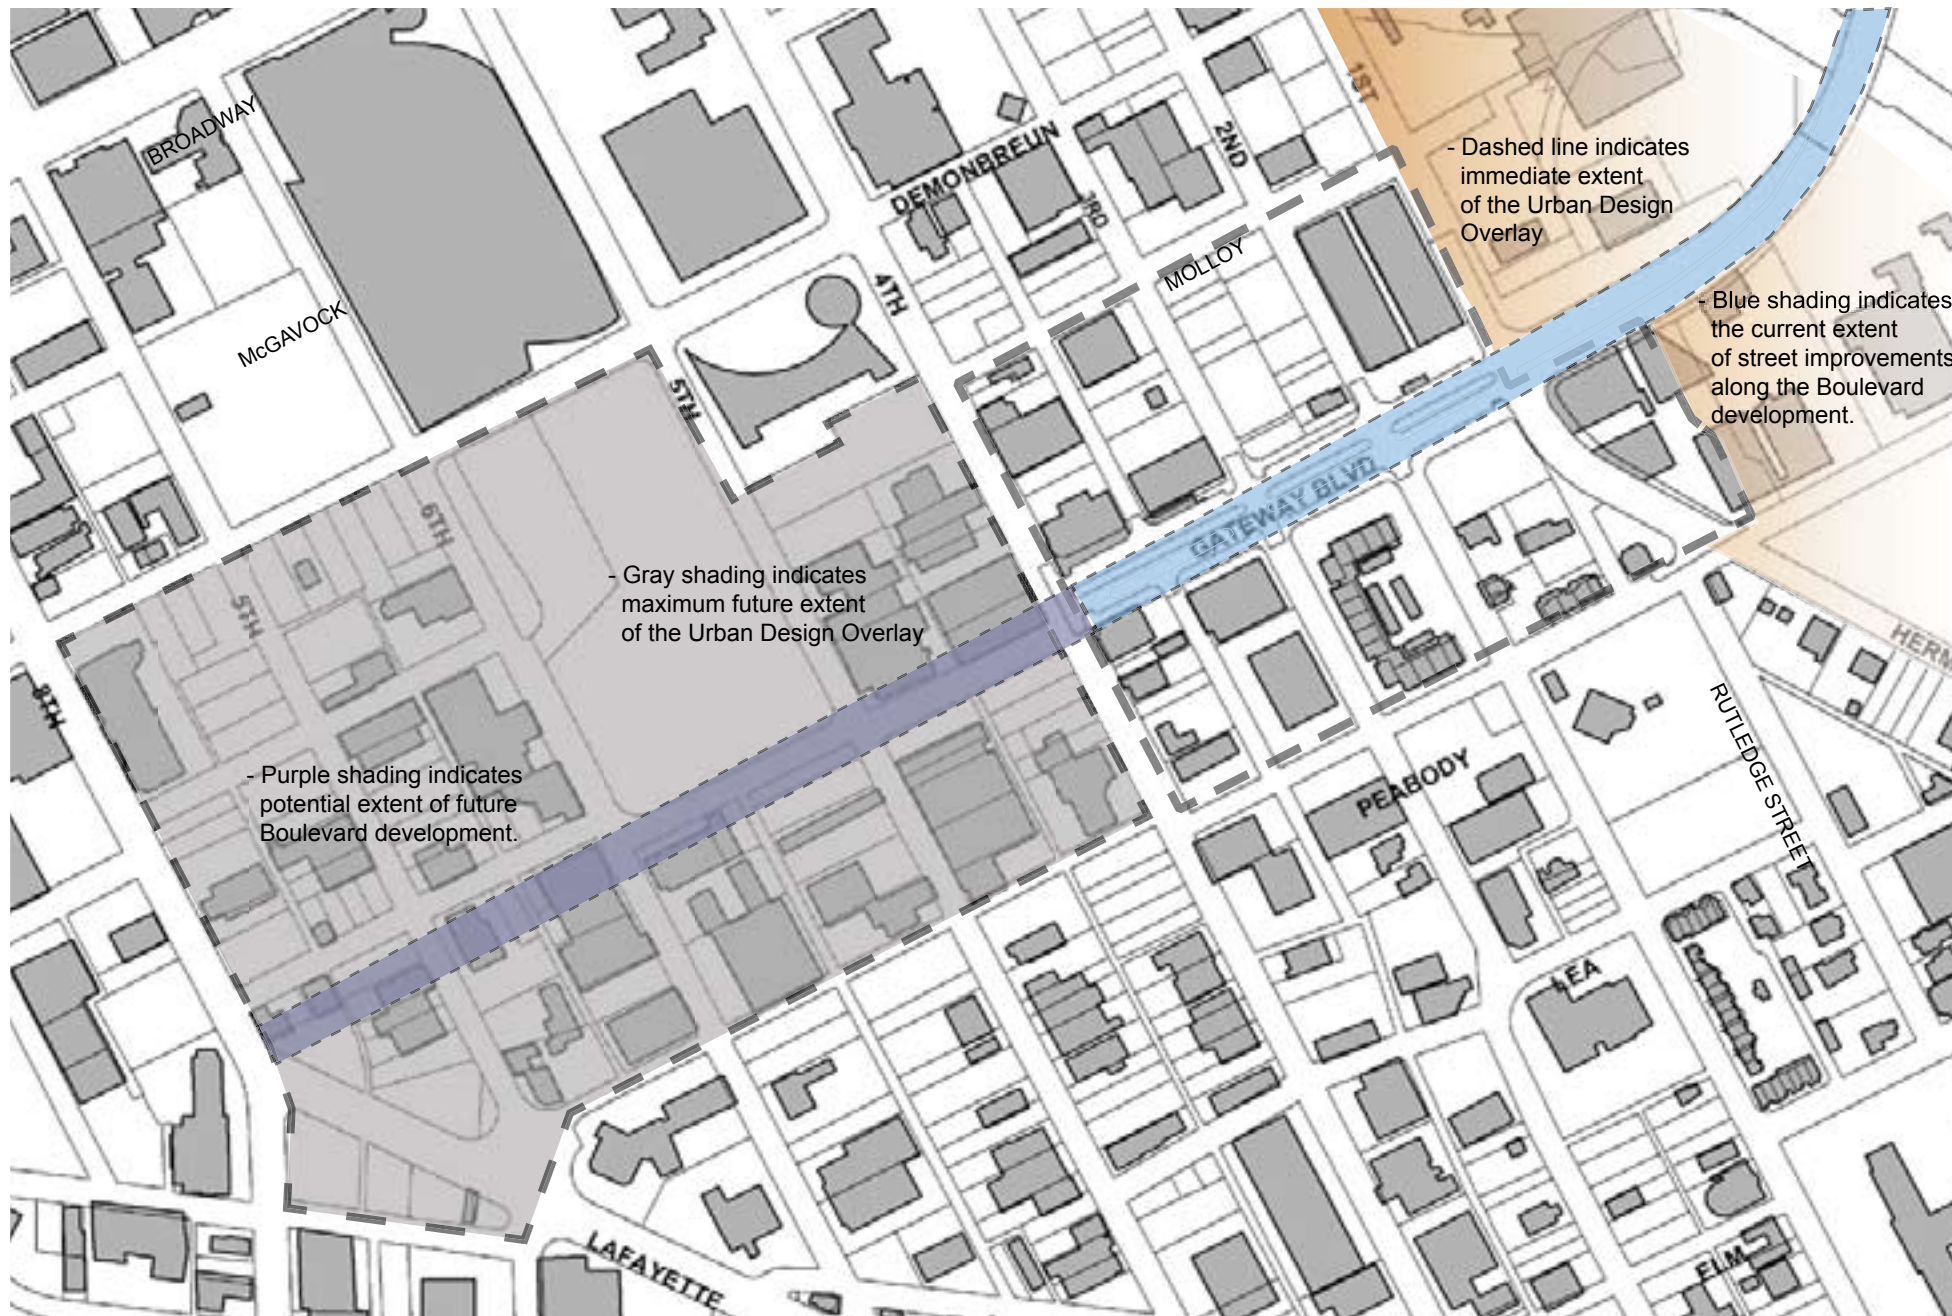 BROADWAY
McGAVOCK
DEMONBREUN
1ST
2ND
3RD
4TH
MOLLOY
- Dashed line indicates
immediate extent
of the Urban Design
Overlay
- Blue shading indicates
the current extent
of street improvements
along the Boulevard
development.
5TH
6TH
5TH
8TH
GATEWAY BLVD
- Gray shading indicates
maximum future extent
of the Urban Design Overlay
- Purple shading indicates
potential extent of future
Boulevard development.
HERM
RUTLEDGE STREET
PEABODY
LEA
LAFAYETTE
ELM